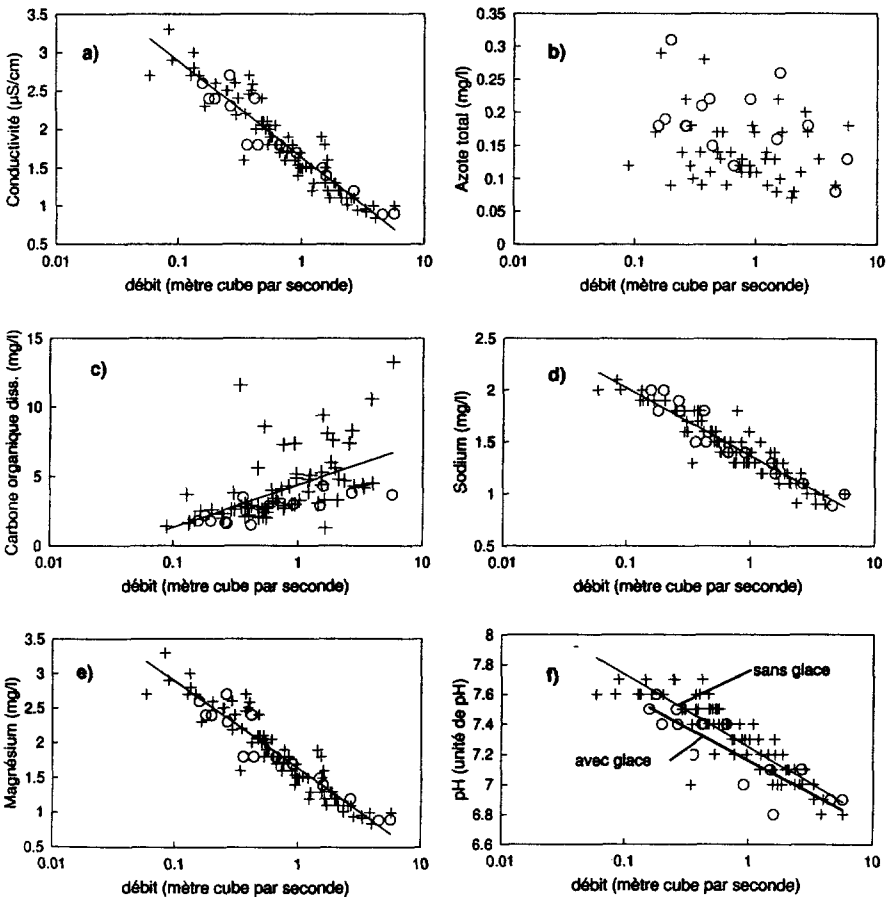 a)
Conductivité (µS/cm)
3.5
3
2.5
2
1.5
1
0.5
0.01 0.1 1 10
débit (mètre cube par seconde)
b)
Azote total (mg/l)
0.35
0.3
0.25
0.2
0.15
0.1
0.05
0
0.01 0.1 1 10
débit (mètre cube par seconde)
c)
Carbone organique diss. (mg/l)
15
10
5
0
0.01 0.1 1 10
débit (mètre cube par seconde)
d)
Sodium (mg/l)
2.5
2
1.5
1
0.5
0.01 0.1 1 10
débit (mètre cube par seconde)
e)
Magnésium (mg/l)
3.5
3
2.5
2
1.5
1
0.5
0.01 0.1 1 10
débit (mètre cube par seconde)
f)
pH (unité de pH)
8
7.8
7.6
7.4
7.2
7
6.8
6.6
sans glace
avec glace
0.01 0.1 1 10
débit (mètre cube par seconde)